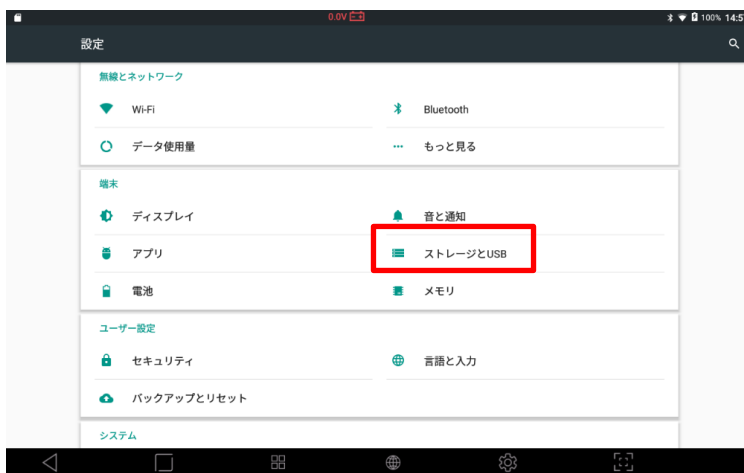 0.0V
100% 14:5
設定
無線とネットワーク
Wi-Fi
Bluetooth
データ使用量
もっと見る
端末
ディスプレイ
音と通知
アプリ
ストレージとUSB
電池
メモリ
ユーザー設定
セキュリティ
言語と入力
バックアップとリセット
システム